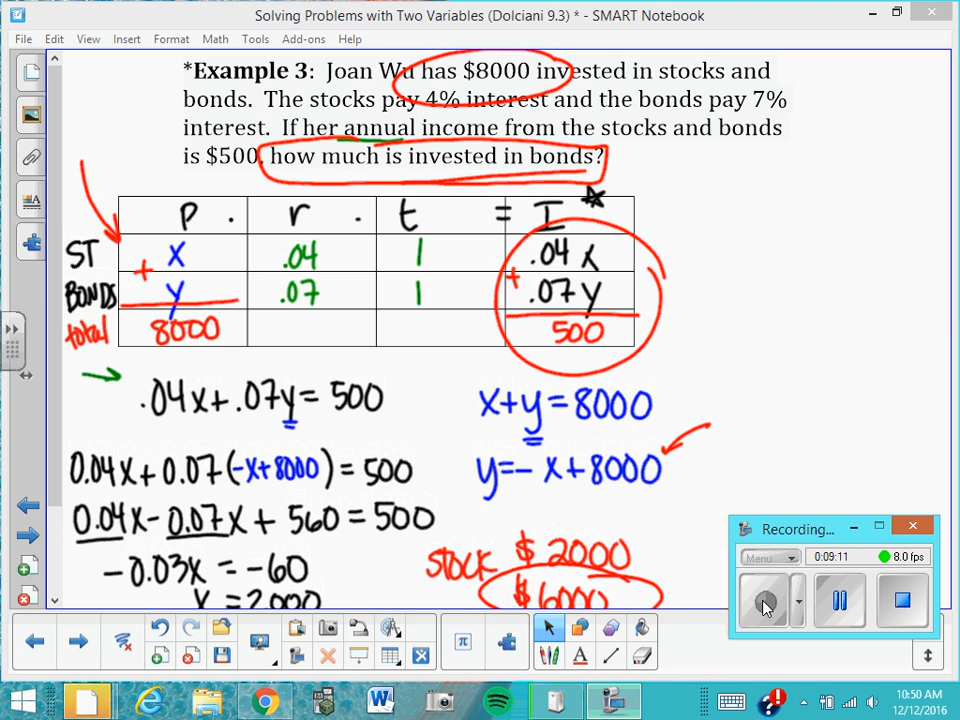 Solving Problems with Two Variables (Dolciani 9.3) * - SMART Notebook
File Edit View Insert Format Math Tools Add-ons Help
*Example 3: Joan Wu has $8000 invested in stocks and
bonds. The stocks pay 4% interest and the bonds pay 7%
interest. If her annual income from the stocks and bonds
is $500, how much is invested in bonds?
P . r . t = I
ST x .04 1 .04x
BONDS + y .07 1 + .07y
total 8000 500
.04x + .07y = 500
x+y=8000
0.04x + 0.07(-x+8000) = 500
y=-x+8000
0.04x - 0.07x + 560 = 500
-0.03x = -60
stock $2000
x = 2000
$6000
Recording...
Menu 0:09:11 8.0 fps
π
A
W
10:50 AM
12/12/2016